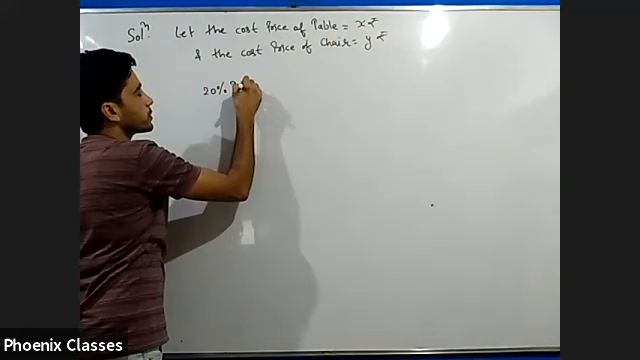 Solⁿ. Let the cost Price of Table = x ₹
& the cost Price of Chair = y ₹
20%
Phoenix Classes